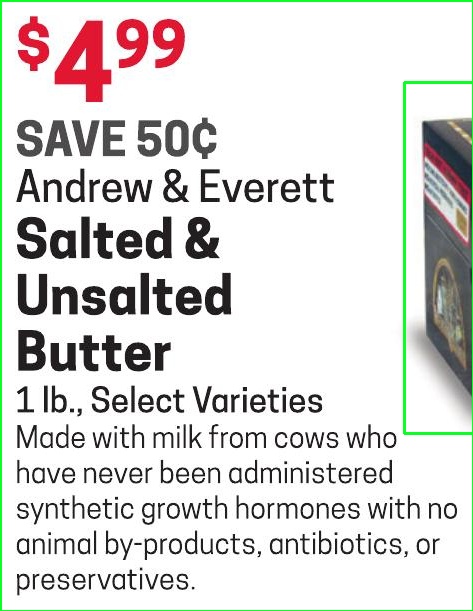 $4.99
SAVE 50¢
Andrew & Everett
Salted &
Unsalted
Butter
1 lb., Select Varieties
Made with milk from cows who
have never been administered
synthetic growth hormones with no
animal by-products, antibiotics, or
preservatives.